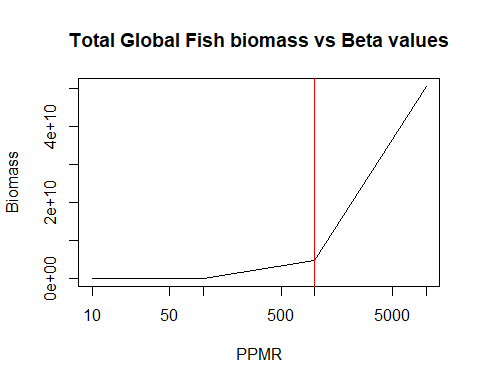 Total Global Fish biomass vs Beta values
4e+10
2e+10
0e+00
Biomass
10 50 500 5000
PPMR